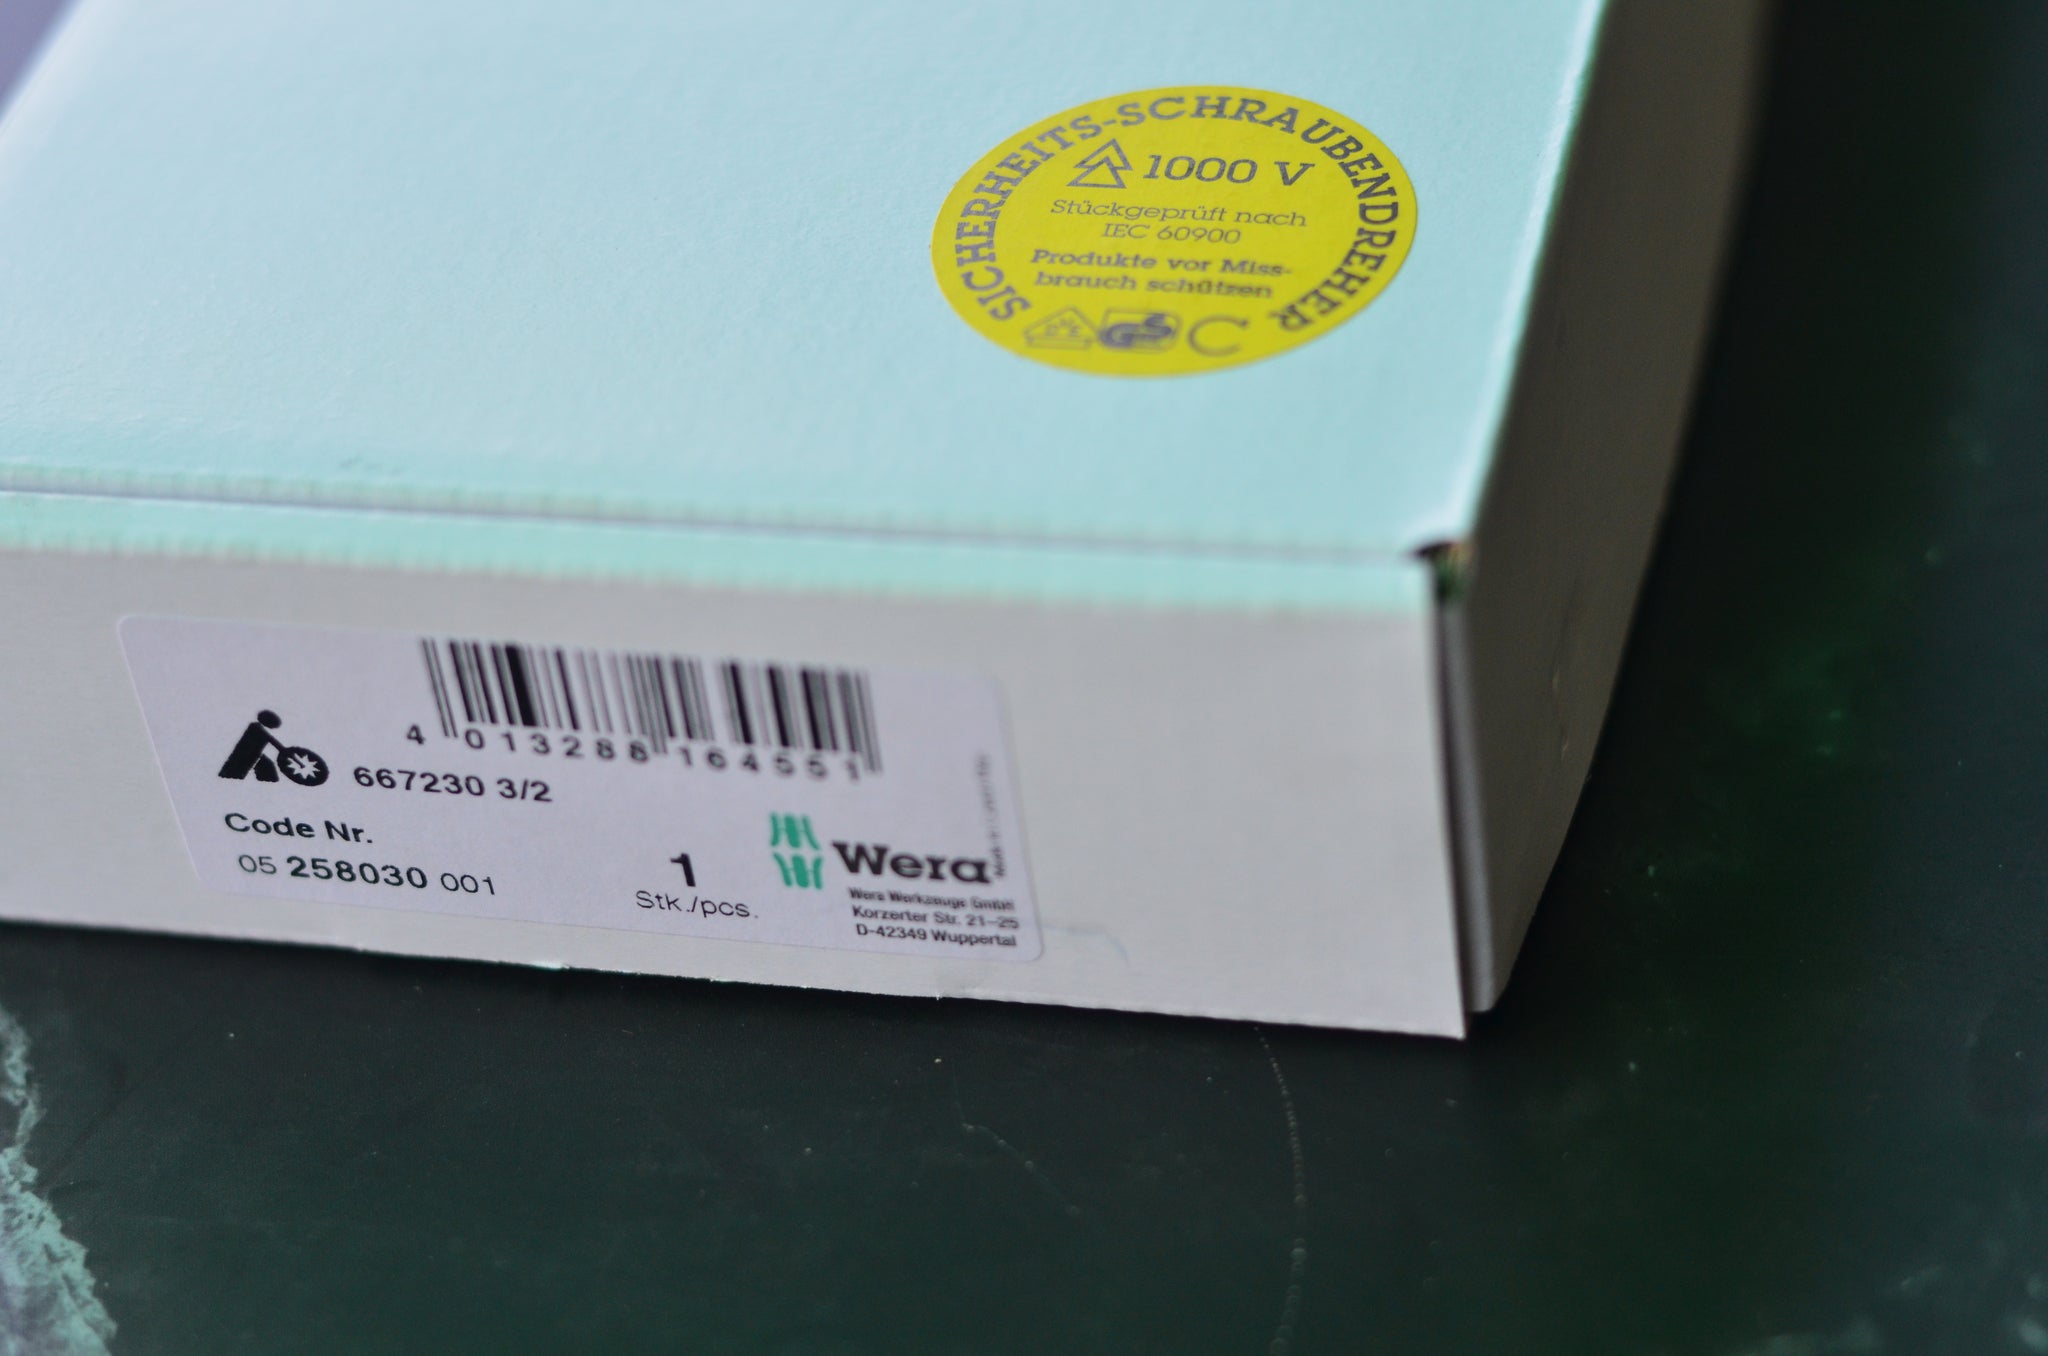 SICHERHEITS-SCHRAUBENDREHER
1000 V
Stückgeprüft nach
IEC 60900
Produkte vor Miss-
brauch schützen
4 013288 164551
667230 3/2
Code Nr.
05 258030 001
1
Stk./pcs.
Wera
Wera Werkzeuge GmbH
Korzerter Str. 21–25
D-42349 Wuppertal